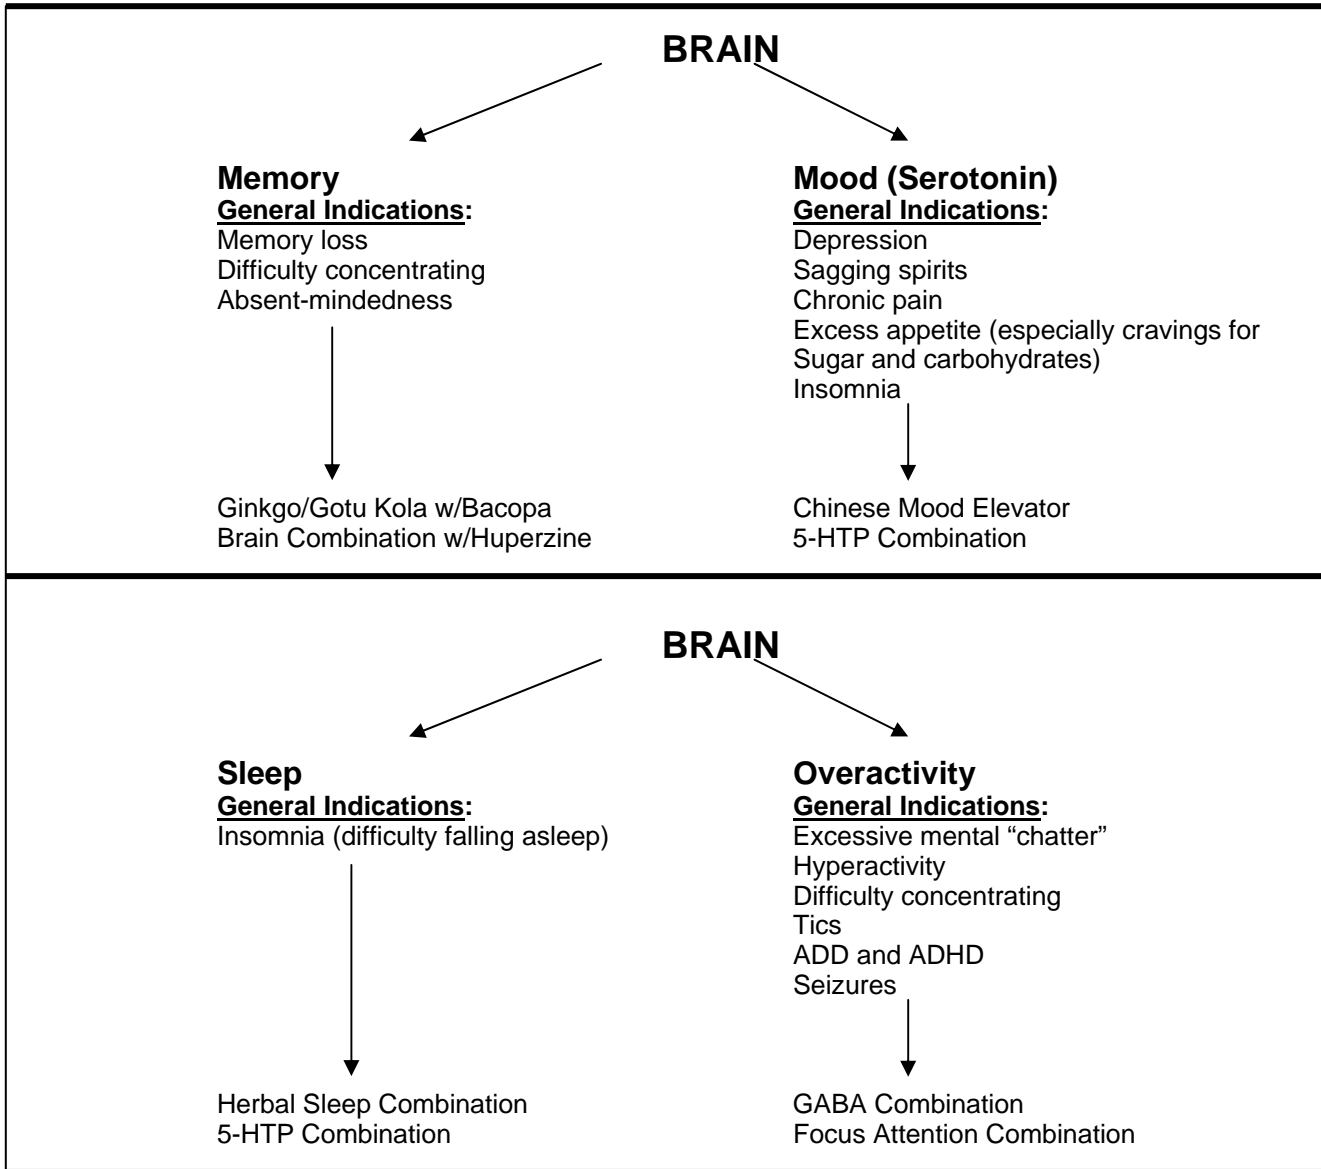 BRAIN
Memory
General Indications:
Memory loss
Difficulty concentrating
Absent-mindedness
Ginkgo/Gotu Kola w/Bacopa
Brain Combination w/Huperzine
Mood (Serotonin)
General Indications:
Depression
Sagging spirits
Chronic pain
Excess appetite (especially cravings for
Sugar and carbohydrates)
Insomnia
Chinese Mood Elevator
5-HTP Combination
BRAIN
Sleep
General Indications:
Insomnia (difficulty falling asleep)
Herbal Sleep Combination
5-HTP Combination
Overactivity
General Indications:
Excessive mental “chatter”
Hyperactivity
Difficulty concentrating
Tics
ADD and ADHD
Seizures
GABA Combination
Focus Attention Combination